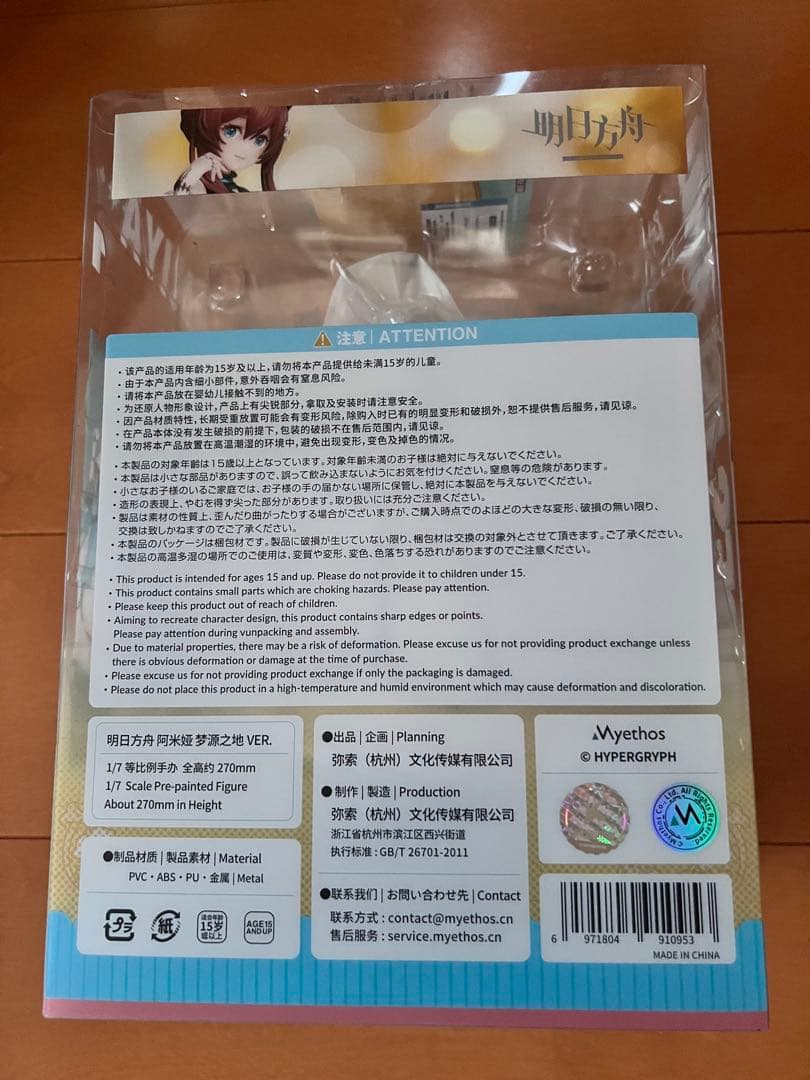 明日方舟
注意 | ATTENTION
・该产品的适用年龄为15岁及以上，请勿将本产品提供给未满15岁的儿童。
・由于本产品内含细小部件，意外吞咽会有窒息风险。
・请将本产品放在婴幼儿接触不到的地方。
・为还原人物形象设计，产品上有尖锐部分，拿取及安装时请注意安全。
・因产品材质特性，长期受重放置可能会有变形风险，除购入时已有的明显变形和破损外，恕不提供售后服务，请见谅。
・在产品本体没有发生破损的前提下，包装的破损不在售后范围内，请见谅。
・请勿将本产品放置在高温潮湿的环境中，避免出现变形，变色及掉色的情况。
・本製品の対象年齢は15歳以上となっています。対象年齢未満のお子様は絶対に与えないでください。
・本製品は小さな部品がありますので、誤って飲み込まないようにお気を付けください。窒息等の危険があります。
・小さなお子様のいるご家庭では、お子様の手の届かない場所に保管し、絶対に本製品を与えないでください。
・造形の表現上、やむを得ず尖った部分があります。取り扱いには充分ご注意ください。
・製品は素材の性質上、歪んだり曲がったりする場合がございますが、ご購入時点でのよほどの大きな変形、破損の無い限り、
交換は致しかねますのでご了承ください。
・本製品のパッケージは梱包材です。製品に破損が生じていない限り、梱包材は交換の対象外とさせて頂きます。ご了承ください。
・本製品の高温多湿の場所でのご使用は、変質や変形、変色、色落ちする恐れがありますのでご注意ください。
・This product is intended for ages 15 and up. Please do not provide it to children under 15.
・This product contains small parts which are choking hazards. Please pay attention.
・Please keep this product out of reach of children.
・Aiming to recreate character design, this product contains sharp edges or points.
Please pay attention during vunpacking and assembly.
・Due to material properties, there may be a risk of deformation. Please excuse us for not providing product exchange unless
there is obvious deformation or damage at the time of purchase.
・Please excuse us for not providing product exchange if only the packaging is damaged.
・Please do not place this product in a high-temperature and humid environment which may cause deformation and discoloration.
明日方舟 阿米娅 梦源之地 VER.
1/7 等比例手办 全高约 270mm
1/7 Scale Pre-painted Figure
About 270mm in Height
●制品材质 | 製品素材 | Material
PVC・ABS・PU・金属 | Metal
プラ
紙
适合年龄
15岁
或以上
AGE15
AND UP
●出品 | 企画 | Planning
弥索（杭州）文化传媒有限公司
●制作 | 製造 | Production
弥索（杭州）文化传媒有限公司
浙江省杭州市滨江区西兴街道
执行标准：GB/T 26701-2011
●联系我们 | お問い合わせ先 | Contact
联系方式：contact@myethos.cn
售后服务：service.myethos.cn
Myethos
© HYPERGRYPH
©Myethos Co., Ltd. All Rights Reserved.
6 971804 910953
MADE IN CHINA